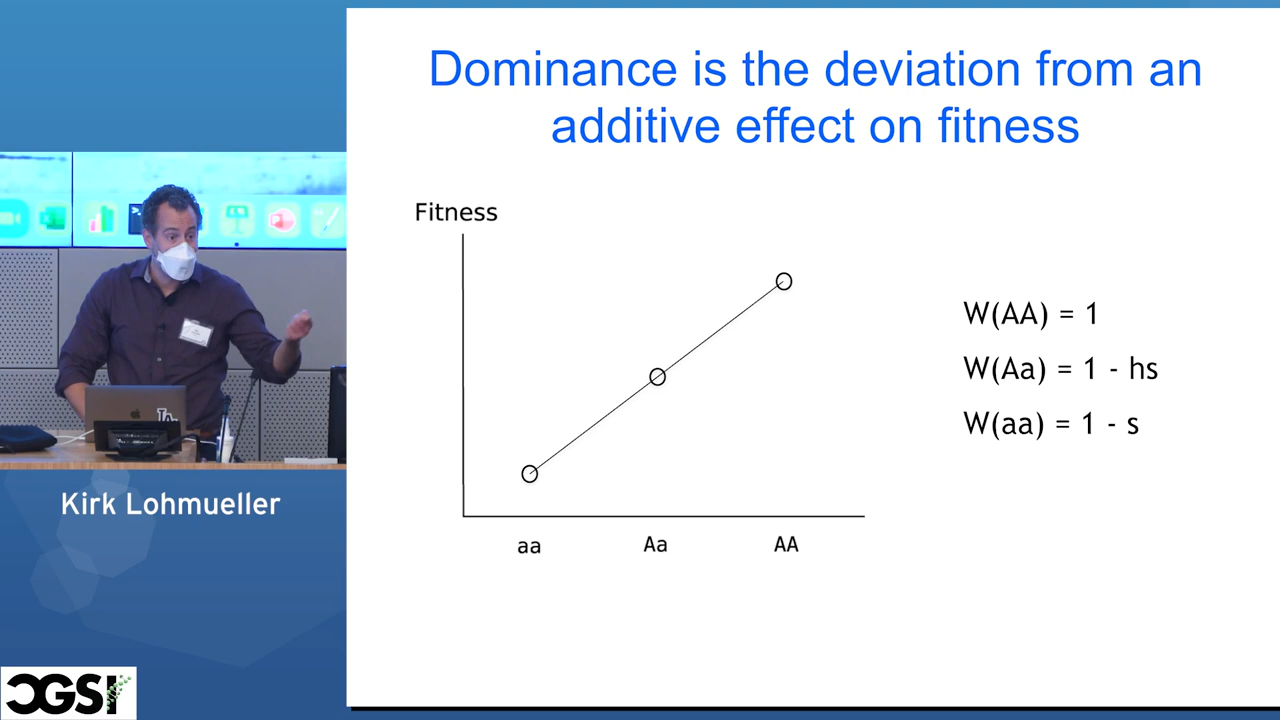 Dominance is the deviation from an
additive effect on fitness
Fitness
W(AA) = 1
W(Aa) = 1 - hs
W(aa) = 1 - s
aa
Aa
AA
Kirk Lohmueller
CGSI
LA